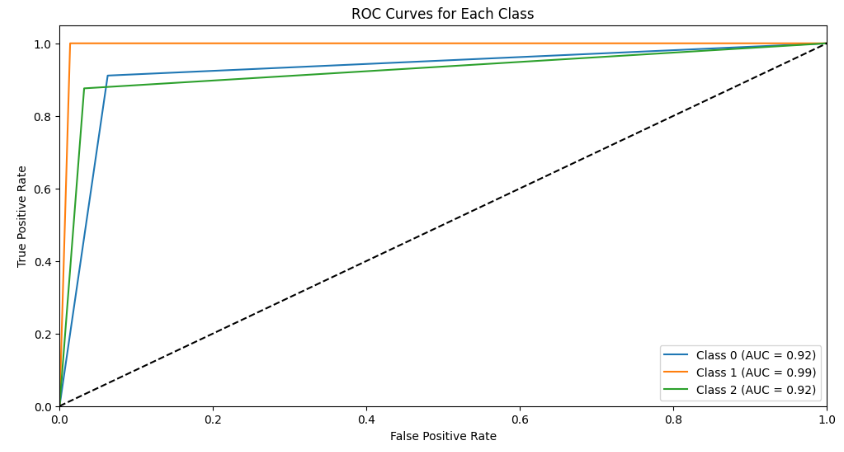 ROC Curves for Each Class
True Positive Rate
1.0
0.8
0.6
0.4
0.2
0.0
0.0 0.2 0.4 0.6 0.8 1.0
False Positive Rate
Class 0 (AUC = 0.92)
Class 1 (AUC = 0.99)
Class 2 (AUC = 0.92)